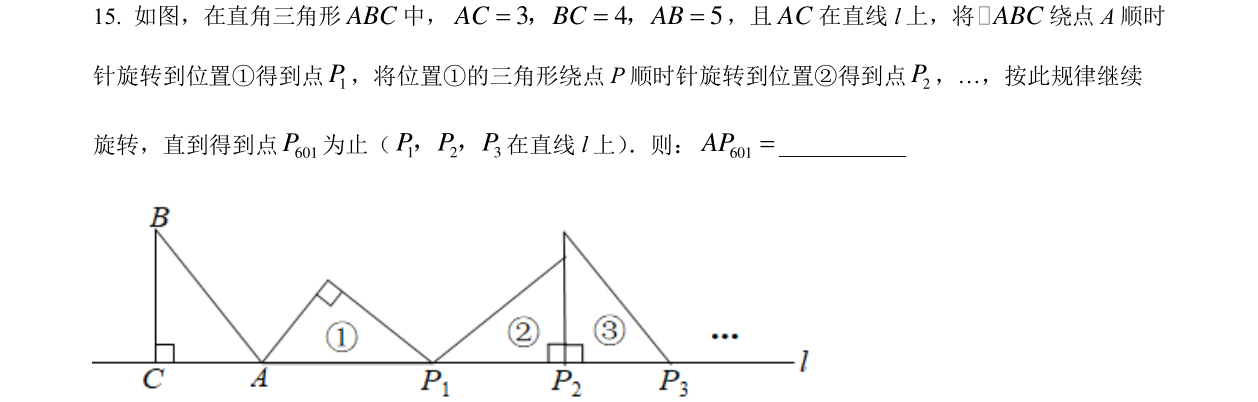 15. 如图，在直角三角形 ABC 中， AC = 3，BC = 4，AB = 5，且 AC 在直线 l 上，将□ABC 绕点 A 顺时
针旋转到位置①得到点 P₁，将位置①的三角形绕点 P 顺时针旋转到位置②得到点 P₂，…，按此规律继续
旋转，直到得到点 P₆₀₁ 为止（ P₁，P₂，P₃ 在直线 l 上）. 则： AP₆₀₁ = ___________
B
① ② ③ ...
l
C A P₁ P₂ P₃